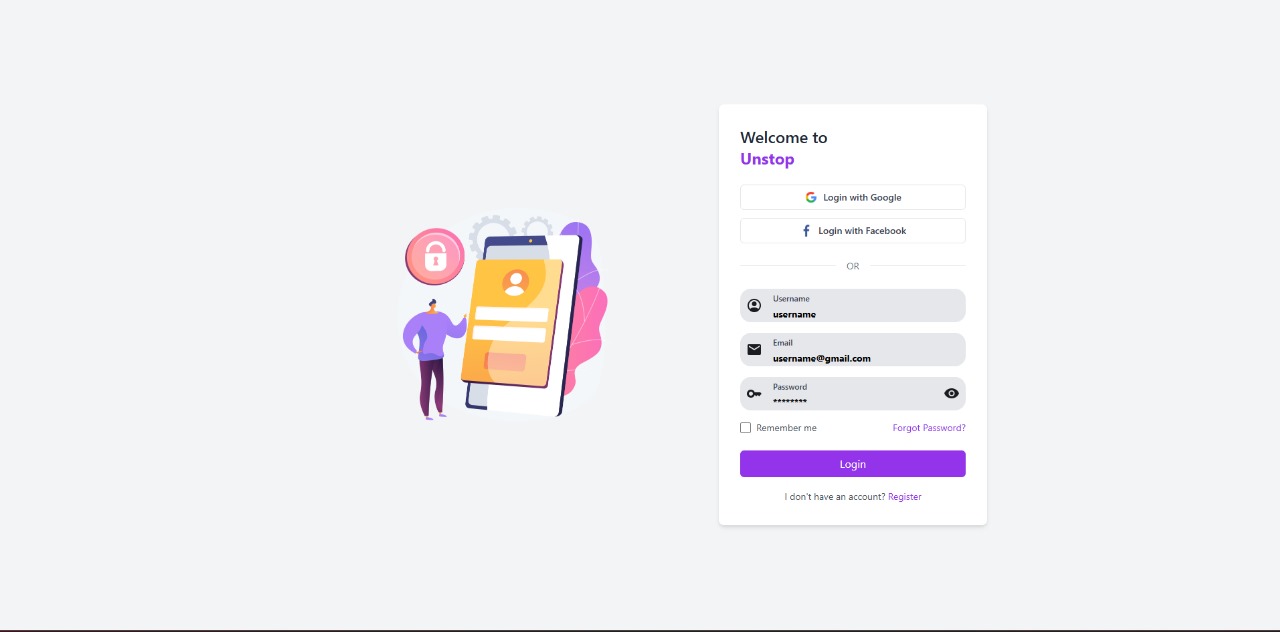 Welcome to
Unstop
Login with Google
Login with Facebook
OR
Username
username
Email
username@gmail.com
Password
********
Remember me
Forgot Password?
Login
I don't have an account? Register